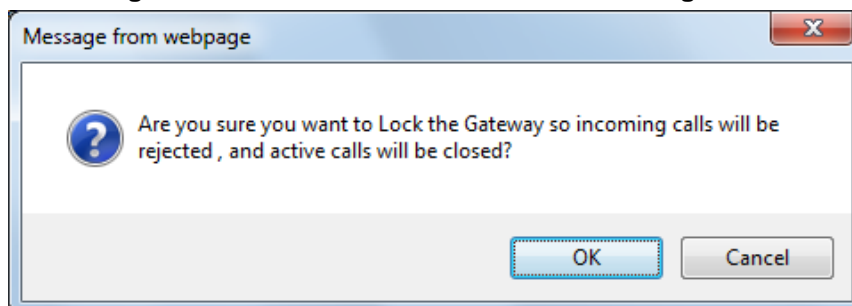 Message from webpage
Are you sure you want to Lock the Gateway so incoming calls will be
rejected , and active calls will be closed?
OK
Cancel